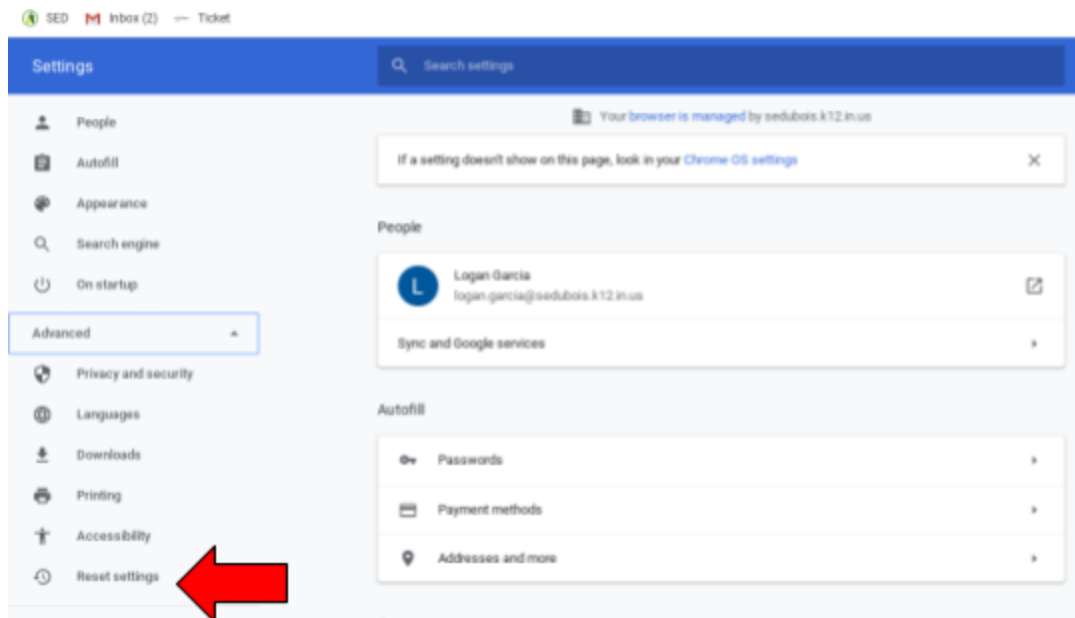 SED Inbox (2) Ticket
Settings
Search settings
People
Autofill
Appearance
Search engine
On startup
Advanced
Privacy and security
Languages
Downloads
Printing
Accessibility
Reset settings
Your browser is managed by sedubois.k12.in.us
If a setting doesn't show on this page, look in your Chrome OS settings
People
L
Logan Garcia
logan.garcia@sedubois.k12.in.us
Sync and Google services
Autofill
Passwords
Payment methods
Addresses and more